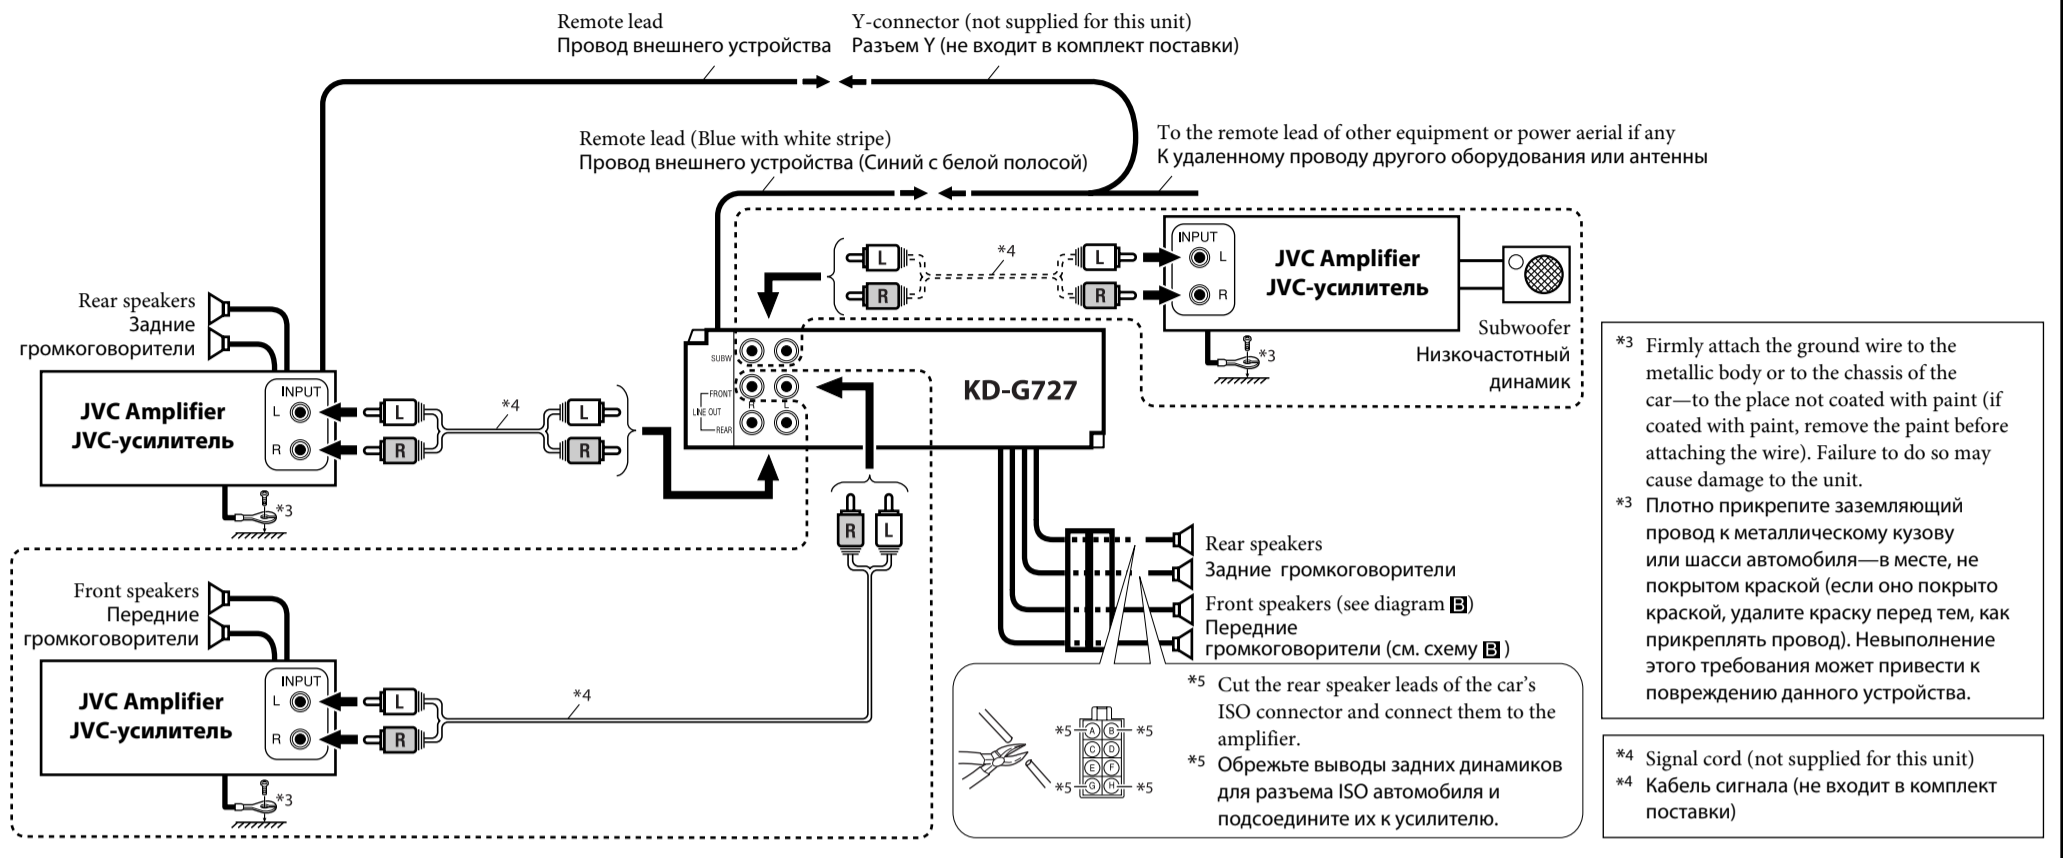 Remote lead
Провод внешнего устройства
Y-connector (not supplied for this unit)
Разъем Y (не входит в комплект поставки)
Remote lead (Blue with white stripe)
Провод внешнего устройства (Синий с белой полосой)
To the remote lead of other equipment or power aerial if any
К удаленному проводу другого оборудования или антенны
L
R
*4
L
R
INPUT
L
R
JVC Amplifier
JVC-усилитель
*3
Subwoofer
Низкочастотный
динамик
Rear speakers
Задние
громкоговорители
JVC Amplifier
JVC-усилитель
INPUT
L
R
L
R
*4
L
R
*3
SUBW
FRONT
R
L
LINE OUT
REAR
KD-G727
R
L
Front speakers
Передние
громкоговорители
JVC Amplifier
JVC-усилитель
INPUT
L
R
L
R
*4
*3
Rear speakers
Задние громкоговорители
Front speakers (see diagram B)
Передние
громкоговорители (см. схему B )
*5
A
B
*5
C
D
E
F
*5
G
H
*5
*5 Cut the rear speaker leads of the car’s
ISO connector and connect them to the
amplifier.
*5 Обрежьте выводы задних динамиков
для разъема ISO автомобиля и
подсоедините их к усилителю.
*3 Firmly attach the ground wire to the
metallic body or to the chassis of the
car—to the place not coated with paint (if
coated with paint, remove the paint before
attaching the wire). Failure to do so may
cause damage to the unit.
*3 Плотно прикрепите заземляющий
провод к металлическому кузову
или шасси автомобиля—в месте, не
покрытом краской (если оно покрыто
краской, удалите краску перед тем, как
прикреплять провод). Невыполнение
этого требования может привести к
повреждению данного устройства.
*4 Signal cord (not supplied for this unit)
*4 Кабель сигнала (не входит в комплект
поставки)